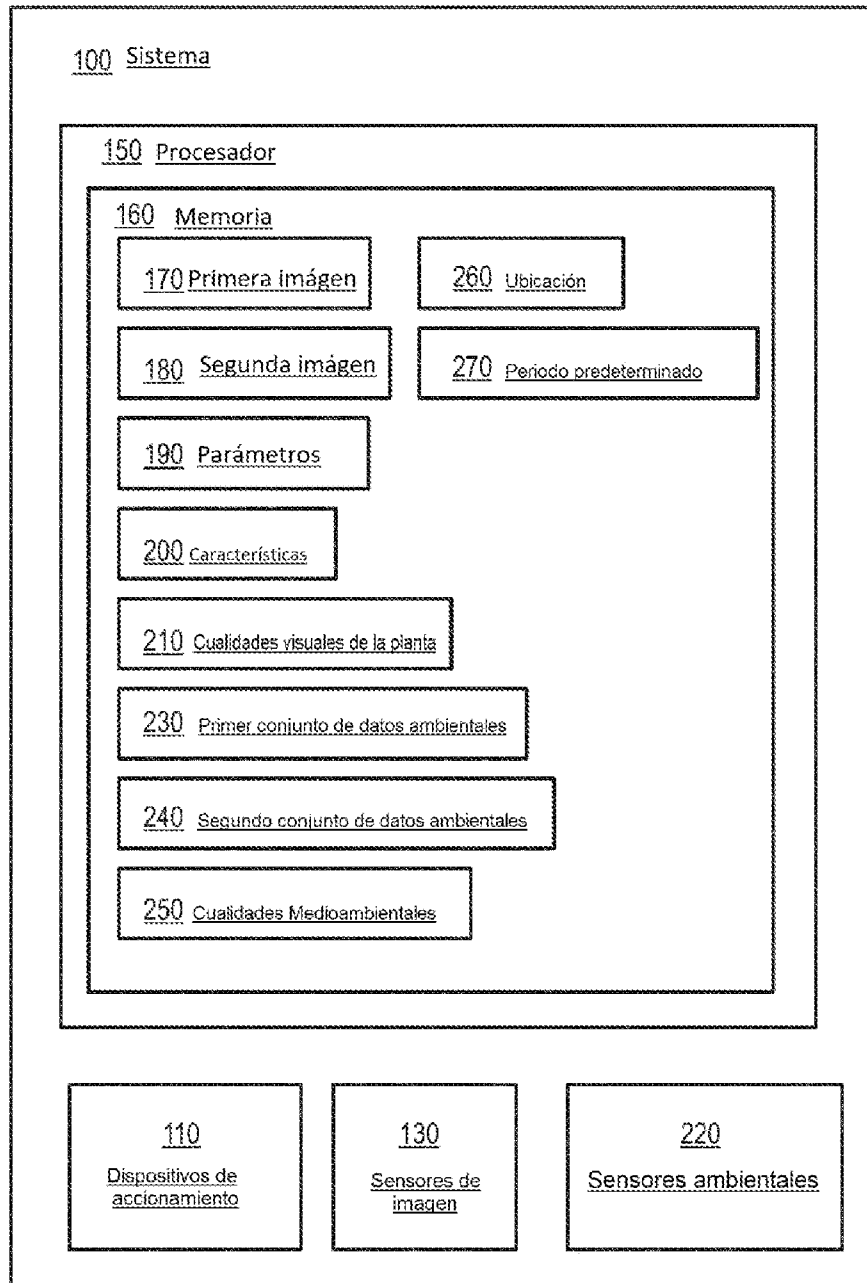 100 Sistema
150 Procesador
160 Memoria
170 Primera imágen
260 Ubicación
180 Segunda imágen
270 Periodo predeterminado
190 Parámetros
200 Características
210 Cualidades visuales de la planta
230 Primer conjunto de datos ambientales
240 Segundo conjunto de datos ambientales
250 Cualidades Medioambientales
110
Dispositivos de
accionamiento
130
Sensores de
imagen
220
Sensores ambientales